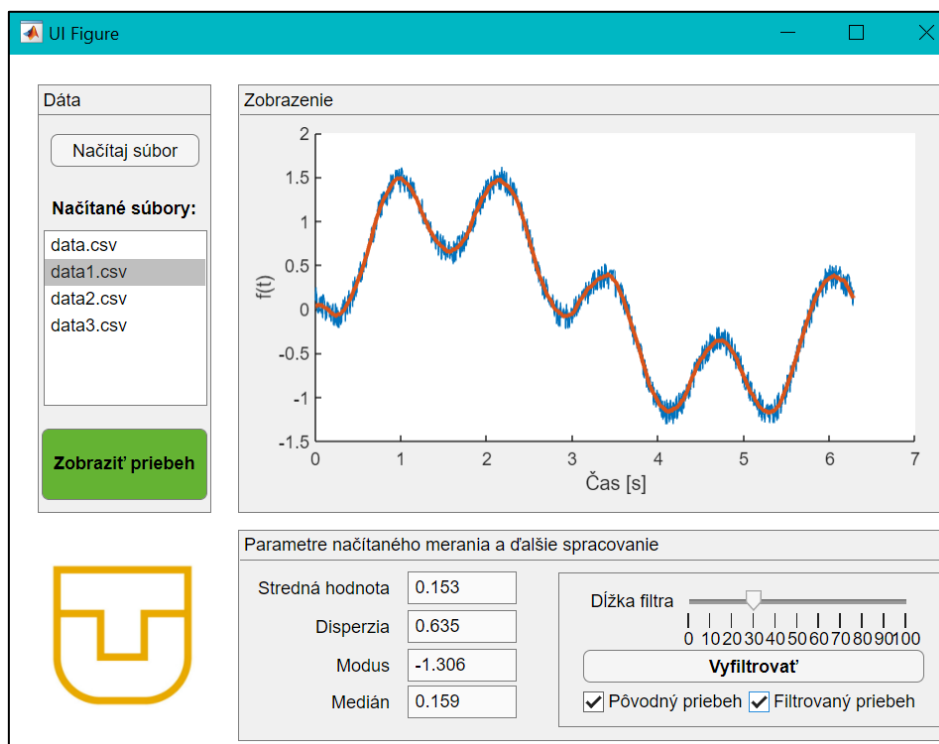 UI Figure
Dáta
Načítaj súbor
Načítané súbory:
data.csv
data1.csv
data2.csv
data3.csv
Zobraziť priebeh
Zobrazenie
2
1.5
1
0.5
0
-0.5
-1
-1.5
f(t)
0 1 2 3 4 5 6 7
Čas [s]
Parametre načítaného merania a ďalšie spracovanie
Stredná hodnota 0.153
Disperzia 0.635
Modus -1.306
Medián 0.159
Dĺžka filtra
0 10 20 30 40 50 60 70 80 90 100
Vyfiltrovať
Pôvodný priebeh Filtrovaný priebeh